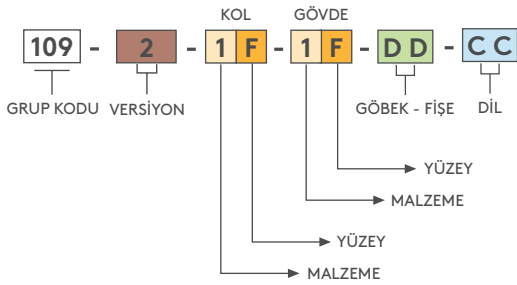 KOL GÖVDE
109 - 2 - 1 F - 1 F - D D - C C
GRUP KODU VERSİYON GÖBEK - FİŞE DİL
YÜZEY
MALZEME
YÜZEY
MALZEME